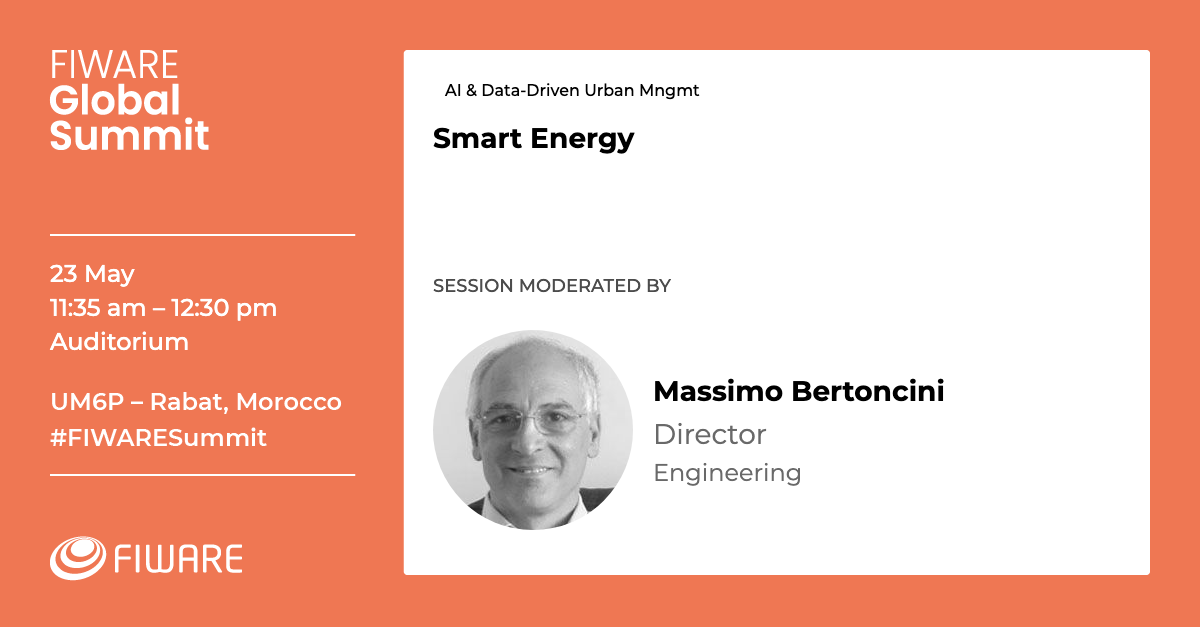 FIWARE
Global
Summit
23 May
11:35 am – 12:30 pm
Auditorium
UM6P – Rabat, Morocco
#FIWARESummit
FIWARE
AI & Data-Driven Urban Mngmt
Smart Energy
SESSION MODERATED BY
Massimo Bertoncini
Director
Engineering